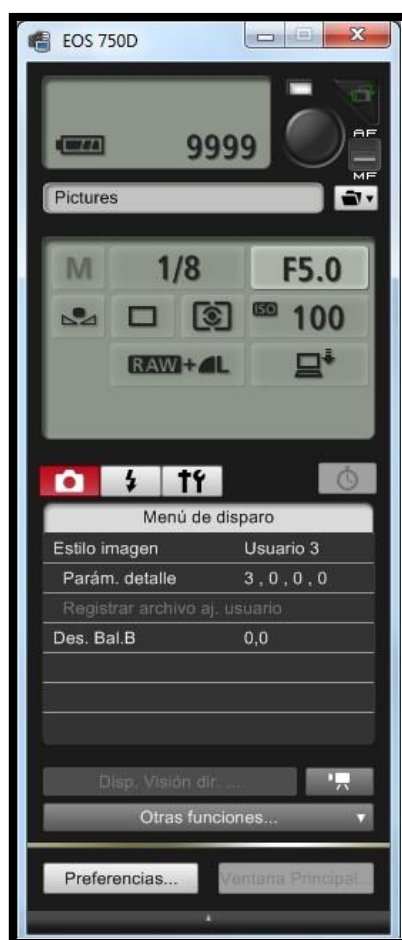 EOS 750D
9999
AF
MF
Pictures
M 1/8 F5.0
ISO 100
RAW+L
Menú de disparo
Estilo imagen Usuario 3
Parám. detalle 3 , 0 , 0 , 0
Registrar archivo aj. usuario
Des. Bal.B 0,0
Disp. Visión dir. ...
Otras funciones...
Preferencias... Ventana Principal...